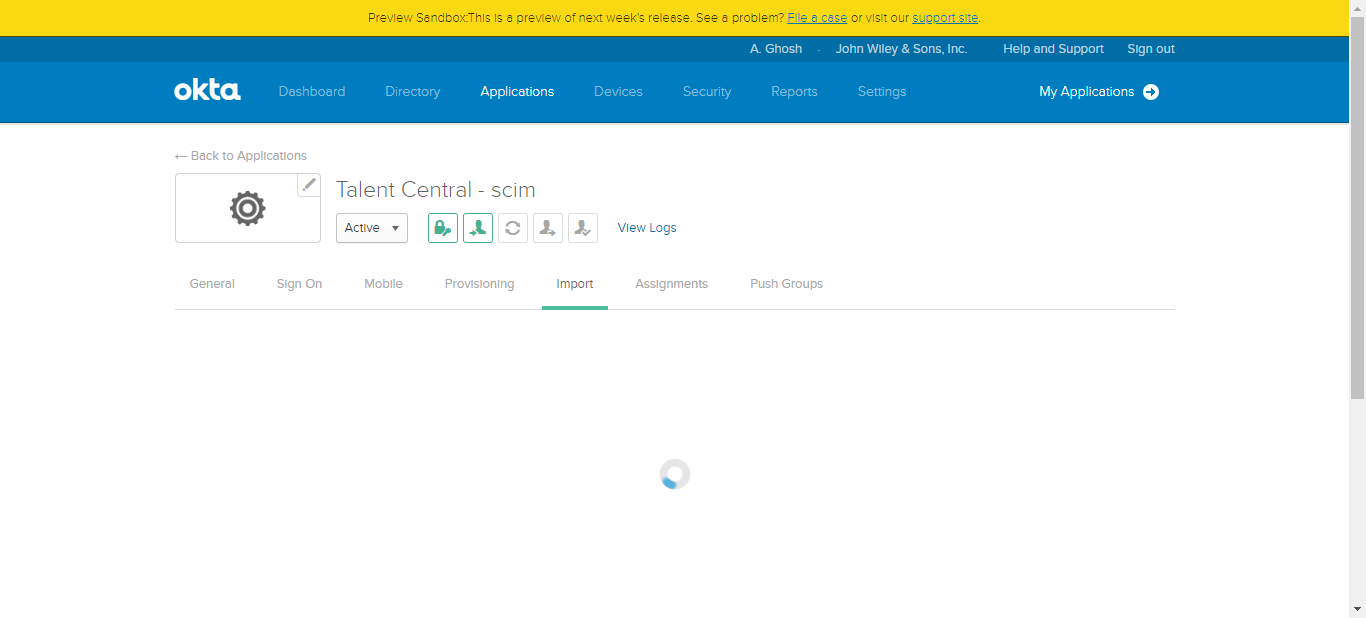 Preview Sandbox:This is a preview of next week's release. See a problem? File a case or visit our support site.
A. Ghosh · John Wiley & Sons, Inc. Help and Support Sign out
okta Dashboard Directory Applications Devices Security Reports Settings My Applications
← Back to Applications
Talent Central - scim
Active View Logs
General Sign On Mobile Provisioning Import Assignments Push Groups